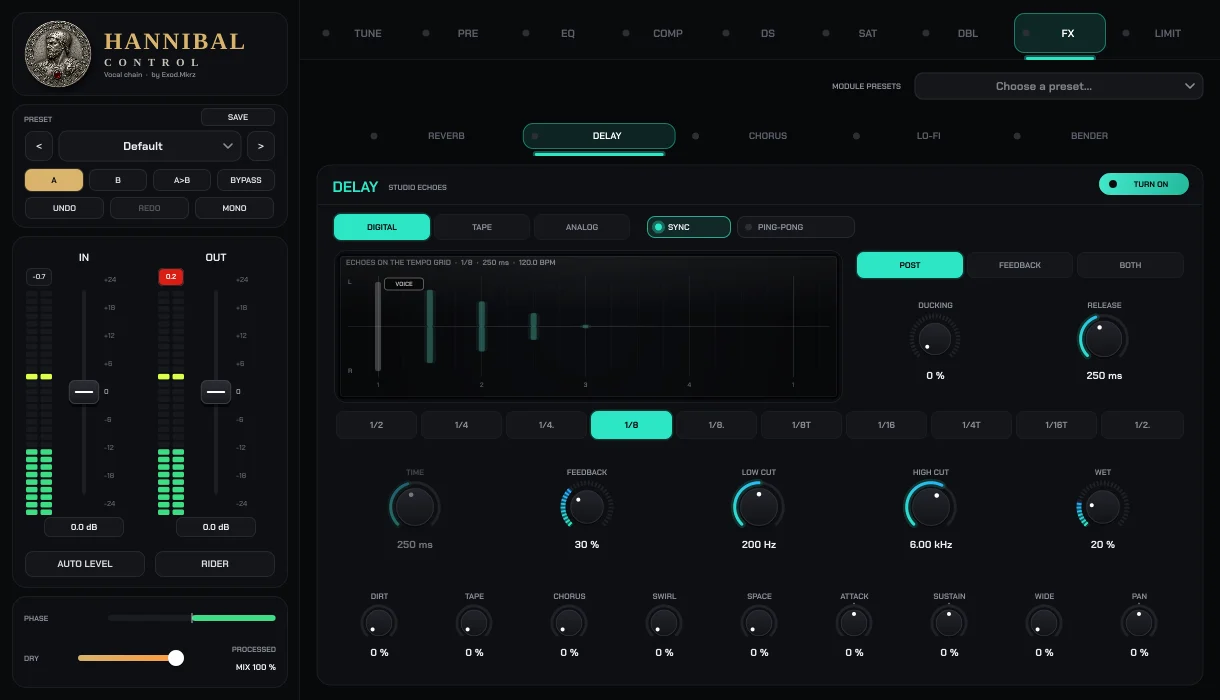 HANNIBAL
CONTROL
Vocal chain · by Exod.Mkrz
PRESET
SAVE
<
Default
>
A
B
A>B
BYPASS
UNDO
REDO
MONO
IN
OUT
-0.7
0.2
+24
+24
+18
+18
+12
+12
+6
+6
0
0
-6
-6
-12
-12
-18
-18
-24
-24
0.0 dB
0.0 dB
AUTO LEVEL
RIDER
PHASE
DRY
PROCESSED
MIX 100 %
TUNE
PRE
EQ
COMP
DS
SAT
DBL
FX
LIMIT
MODULE PRESETS
Choose a preset...
REVERB
DELAY
CHORUS
LO-FI
BENDER
DELAY
STUDIO ECHOES
TURN ON
DIGITAL
TAPE
ANALOG
SYNC
PING-PONG
ECHOES ON THE TEMPO GRID · 1/8 · 250 ms · 120.0 BPM
VOICE
L
R
1
2
3
4
1
POST
FEEDBACK
BOTH
DUCKING
RELEASE
0 %
250 ms
1/2
1/4
1/4.
1/8
1/8.
1/8T
1/16
1/4T
1/16T
1/2.
TIME
FEEDBACK
LOW CUT
HIGH CUT
WET
250 ms
30 %
200 Hz
6.00 kHz
20 %
DIRT
TAPE
CHORUS
SWIRL
SPACE
ATTACK
SUSTAIN
WIDE
PAN
0 %
0 %
0 %
0 %
0 %
0 %
0 %
0 %
0 %